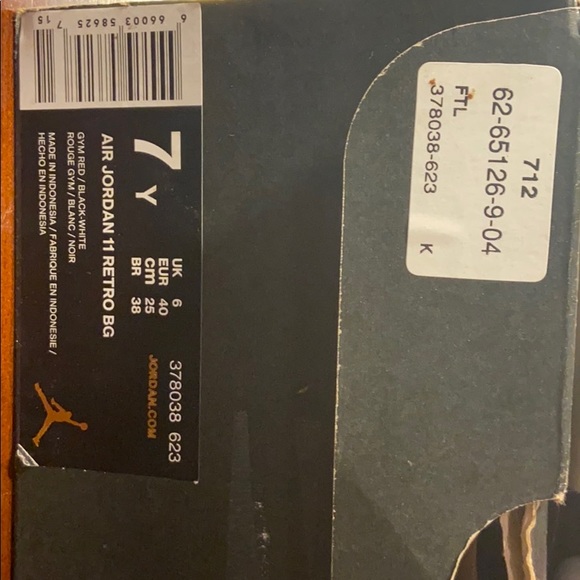 6 66003 58625 7 15
7 Y
AIR JORDAN 11 RETRO BG
GYM RED / BLACK-WHITE
ROUGE GYM / BLANC / NOIR
MADE IN INDONESIA / FABRIQUE EN INDONESIE /
HECHO EN INDONESIA
UK 6
EUR 40
cm 25
BR 38
378038 623
JORDAN.COM
712
62-65126-9-04
FTL
378038-623 K